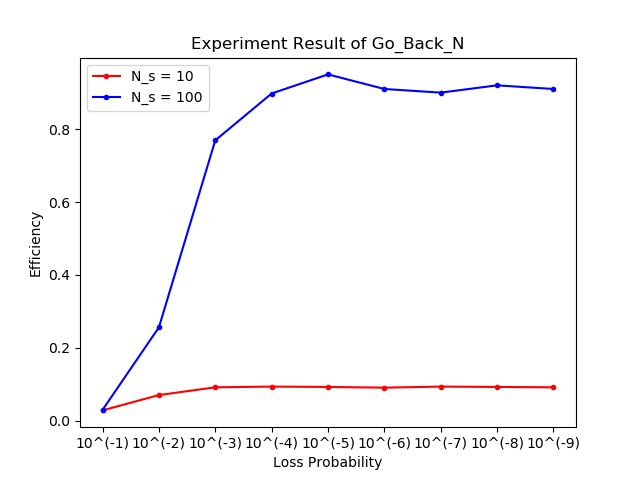 Experiment Result of Go_Back_N
N_s = 10
N_s = 100
Efficiency
0.8
0.6
0.4
0.2
0.0
10^(-1) 10^(-2) 10^(-3) 10^(-4) 10^(-5) 10^(-6) 10^(-7) 10^(-8) 10^(-9)
Loss Probability